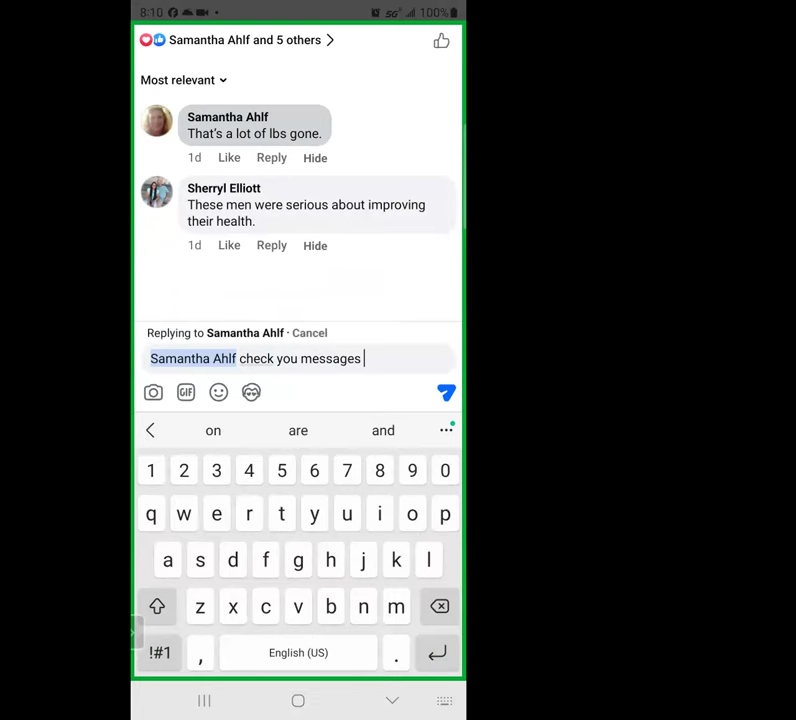 8:10 5G 100%
Samantha Ahlf and 5 others
Most relevant
Samantha Ahlf
That's a lot of lbs gone.
1d Like Reply Hide
Sherryl Elliott
These men were serious about improving
their health.
1d Like Reply Hide
Replying to Samantha Ahlf · Cancel
Samantha Ahlf check you messages
GIF
on are and
1 2 3 4 5 6 7 8 9 0
q w e r t y u i o p
a s d f g h j k l
z x c v b n m
!#1 , English (US) .